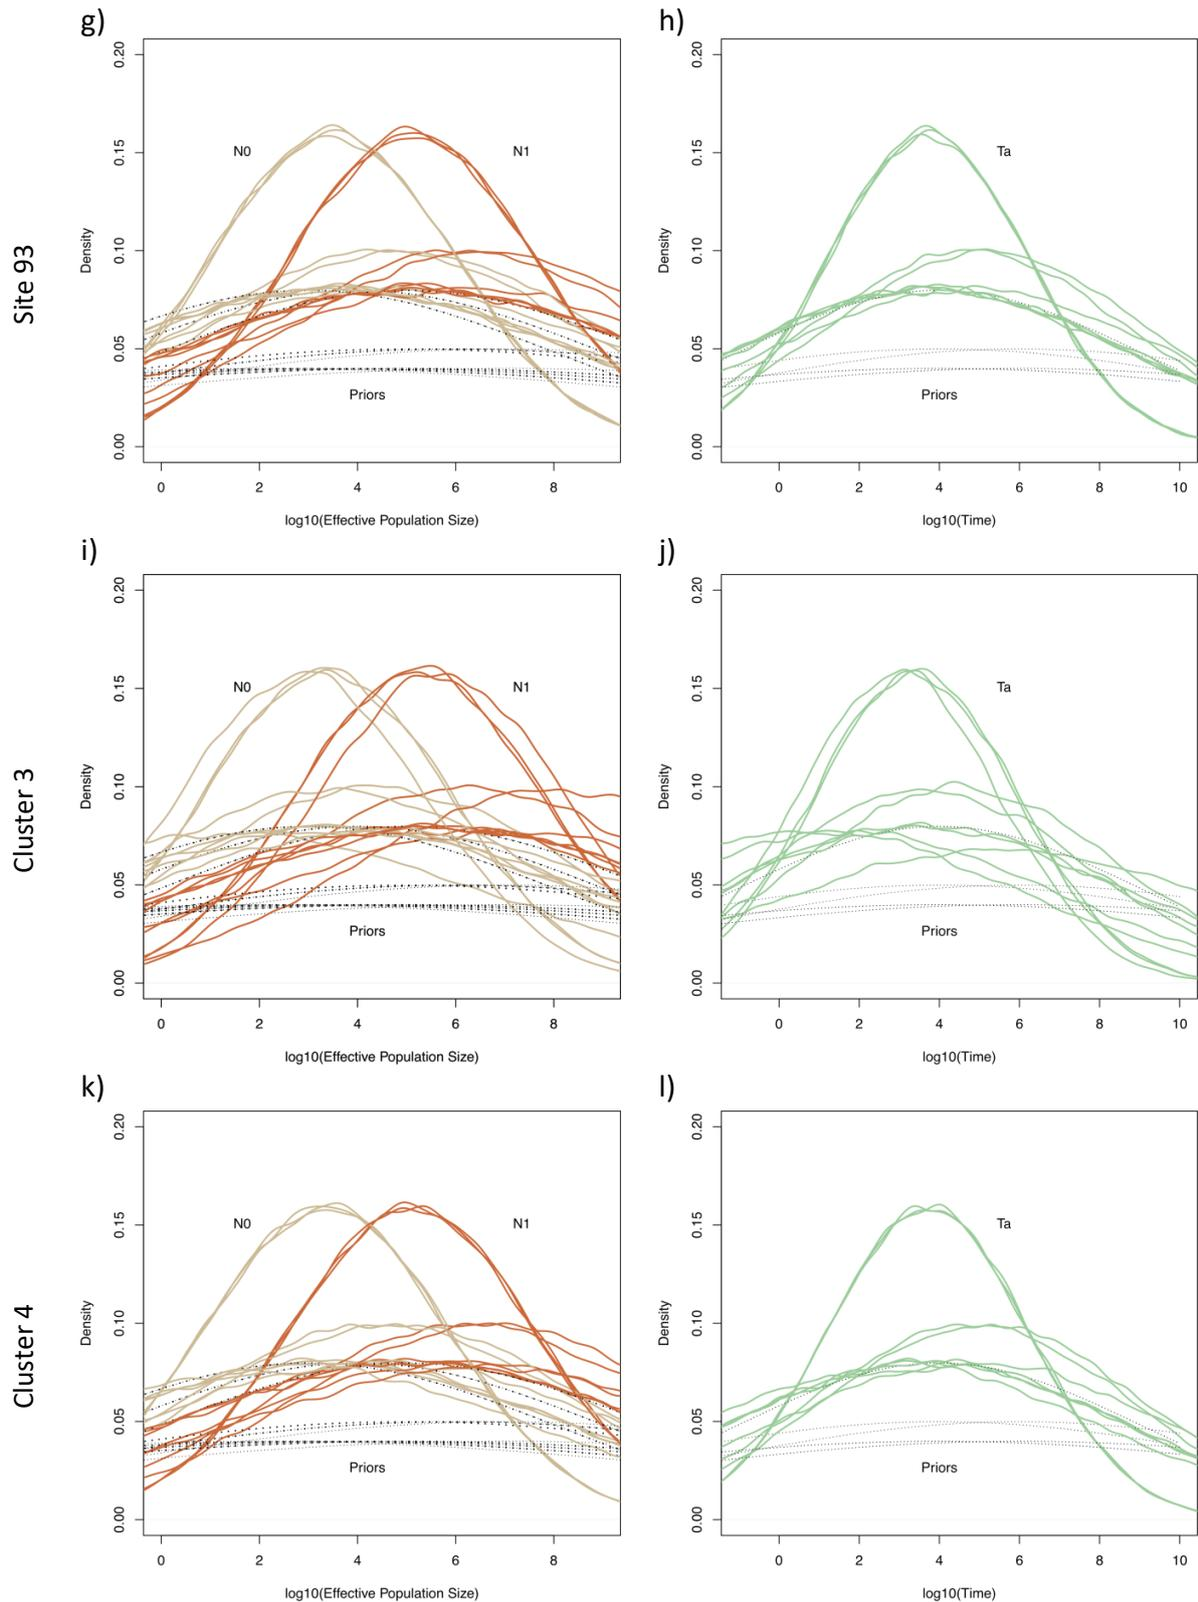 g)
h)
Site 93
Density
0.20
0.15
0.10
0.05
0.00
N0
N1
Priors
0
2
4
6
8
log10(Effective Population Size)
Density
0.20
0.15
0.10
0.05
0.00
Ta
Priors
0
2
4
6
8
10
log10(Time)
i)
j)
Cluster 3
Density
0.20
0.15
0.10
0.05
0.00
N0
N1
Priors
0
2
4
6
8
log10(Effective Population Size)
Density
0.20
0.15
0.10
0.05
0.00
Ta
Priors
0
2
4
6
8
10
log10(Time)
k)
l)
Cluster 4
Density
0.20
0.15
0.10
0.05
0.00
N0
N1
Priors
0
2
4
6
8
log10(Effective Population Size)
Density
0.20
0.15
0.10
0.05
0.00
Ta
Priors
0
2
4
6
8
10
log10(Time)